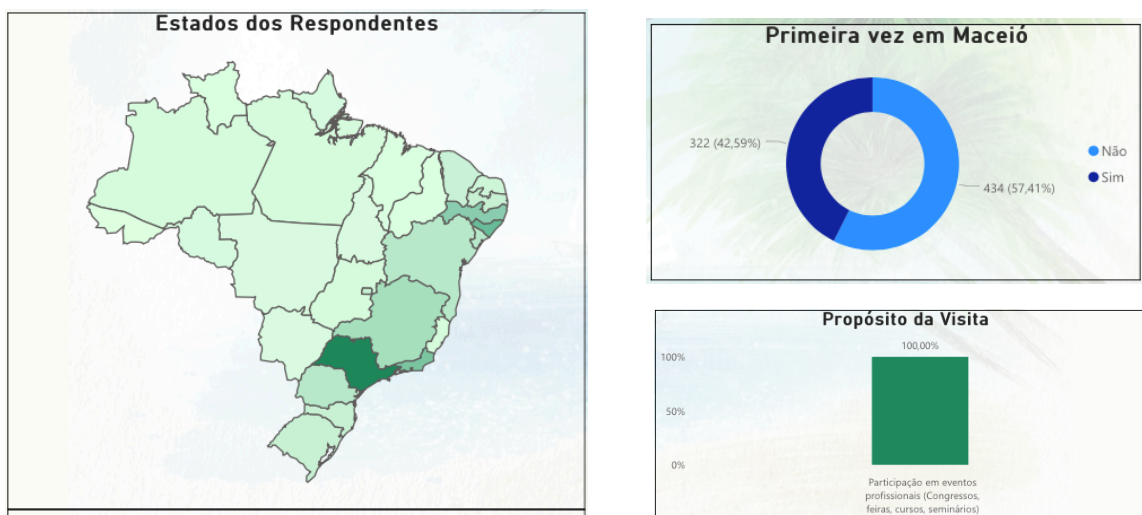 Estados dos Respondentes
Primeira vez em Maceió
322 (42,59%)
434 (57,41%)
Não
Sim
Propósito da Visita
100,00%
100%
50%
0%
Participação em eventos
profissionais (Congressos,
feiras, cursos, seminários)